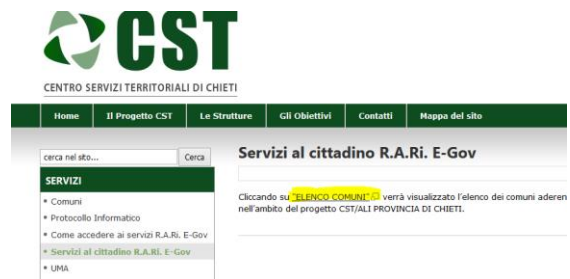 CST
CENTRO SERVIZI TERRITORIALI DI CHIETI
Home Il Progetto CST Le Strutture Gli Obiettivi Contatti Mappa del sito
cerca nel sito... Cerca
SERVIZI
• Comuni
• Protocollo Informatico
• Come accedere ai servizi R.A.Ri. E-Gov
• Servizi al cittadino R.A.Ri. E-Gov
• UMA
Servizi al cittadino R.A.Ri. E-Gov
Cliccando su "ELENCO COMUNI" verrà visualizzato l'elenco dei comuni aderen
nell'ambito del progetto CST/ALI PROVINCIA DI CHIETI.